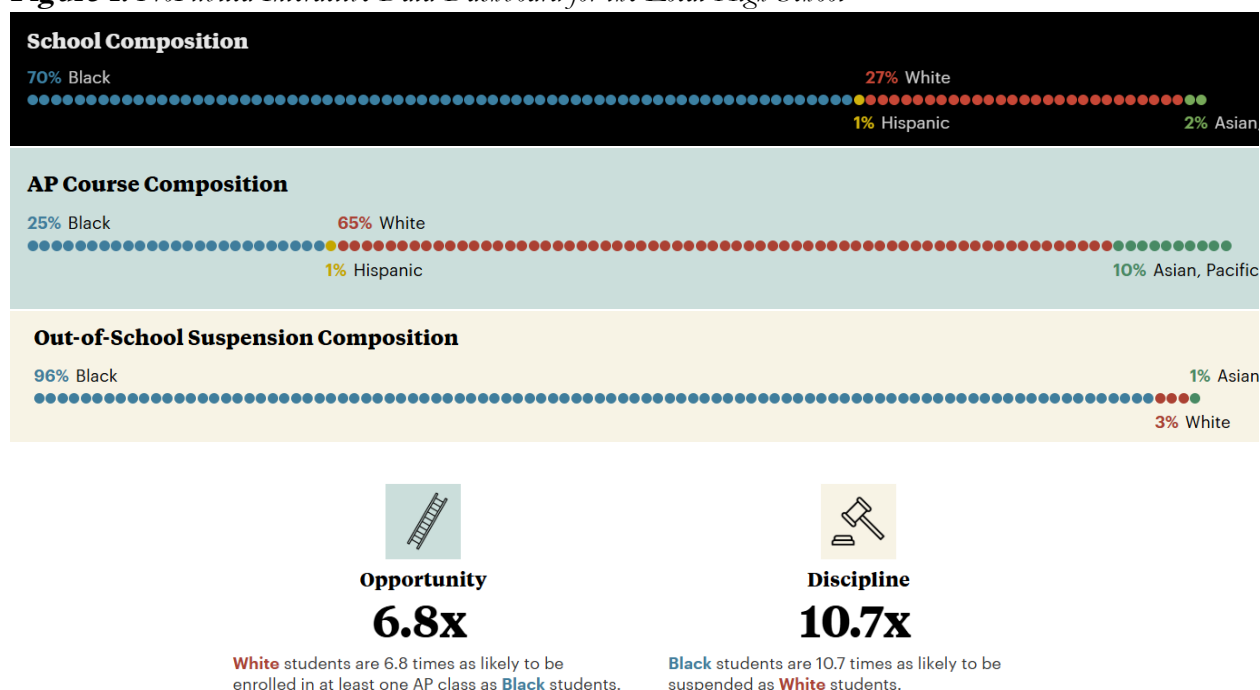 School Composition
70% Black
27% White
1% Hispanic
2% Asian,
AP Course Composition
25% Black
65% White
1% Hispanic
10% Asian, Pacific
Out-of-School Suspension Composition
96% Black
1% Asian
3% White
Opportunity
Discipline
6.8x
10.7x
White students are 6.8 times as likely to be
enrolled in at least one AP class as Black students.
Black students are 10.7 times as likely to be
suspended as White students.